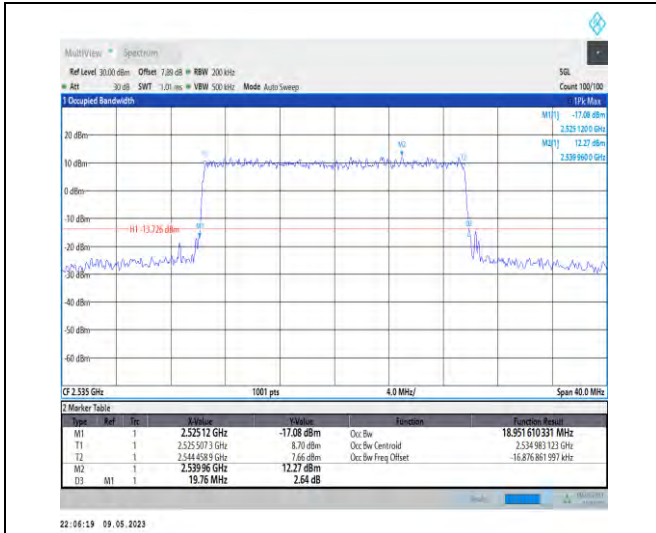 MultiView Spectrum
Ref Level 30.00 dBm Offset 7.89 dB RBW 200 kHz SGL
Att 30 dB SWT 1.01 ms VBW 500 kHz Mode Auto Sweep Count 100/100
1 Occupied Bandwidth 1Pk Max
M1[1] -17.08 dBm
2.525 120 0 GHz
M2[1] 12.27 dBm
2.539 960 0 GHz
20 dBm
M2
10 dBm
0 dBm
-10 dBm
H1 -13.726 dBm M1
-20 dBm
-30 dBm
-40 dBm
-50 dBm
-60 dBm
CF 2.535 GHz 1001 pts 4.0 MHz/ Span 40.0 MHz
2 Marker Table
Type Ref Trc X-Value Y-Value Function Function Result
M1 1 2.525 12 GHz -17.08 dBm Occ Bw 18.951 610 331 MHz
T1 1 2.525 507 3 GHz 8.70 dBm Occ Bw Centroid 2.534 983 123 GHz
T2 1 2.544 458 9 GHz 7.66 dBm Occ Bw Freq Offset -16.876 861 997 kHz
M2 1 2.539 96 GHz 12.27 dBm
D3 M1 1 19.76 MHz 2.64 dB
22:06:19 09.05.2023